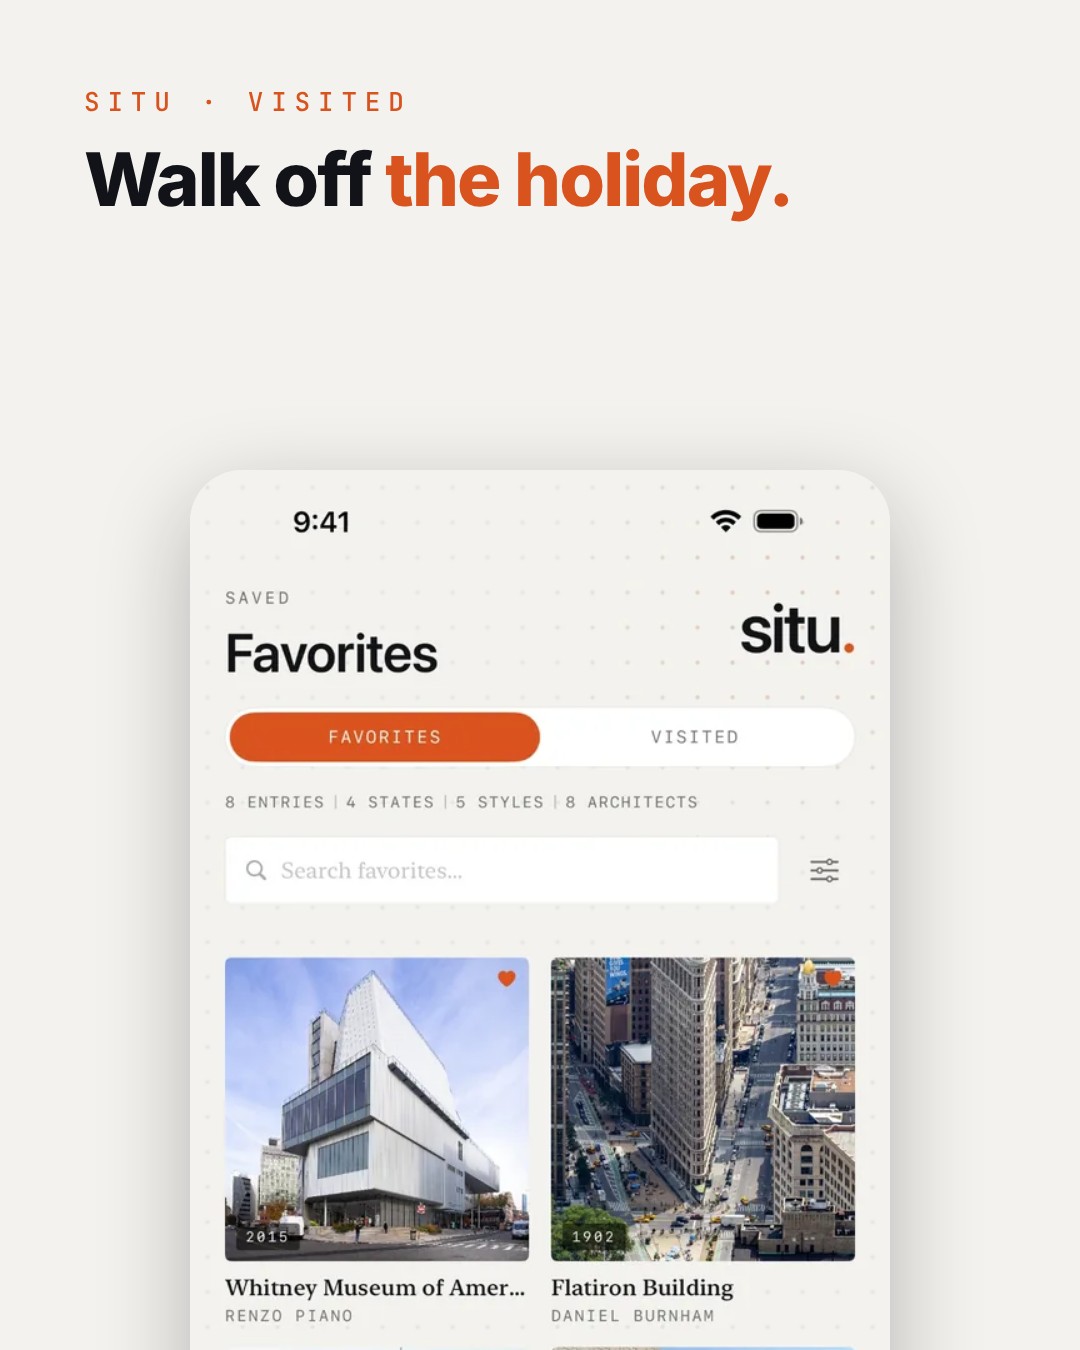 SITU · VISITED
Walk off the holiday.
9:41
SAVED
situ.
Favorites
FAVORITES
VISITED
8 ENTRIES | 4 STATES | 5 STYLES | 8 ARCHITECTS
Search favorites...
2015
1902
Whitney Museum of Amer...
Flatiron Building
RENZO PIANO
DANIEL BURNHAM